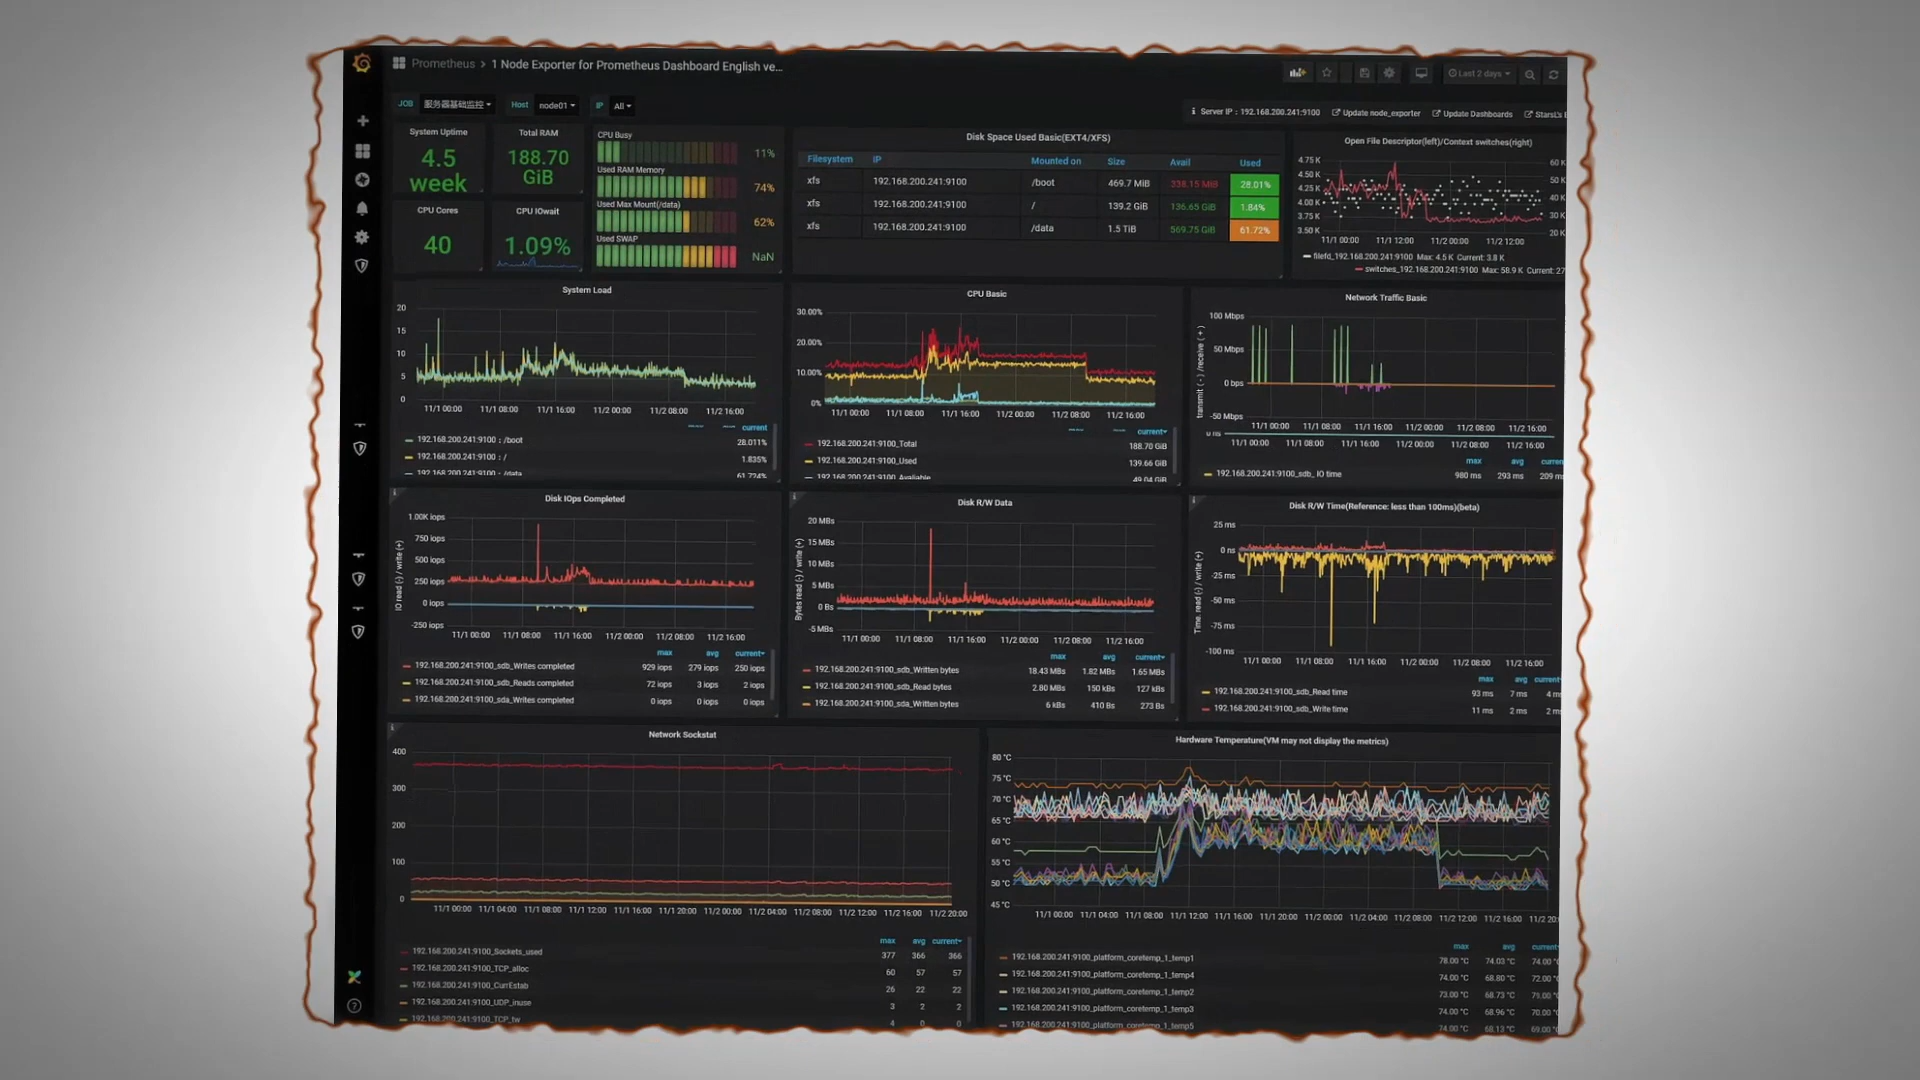 Prometheus > 1 Node Exporter for Prometheus Dashboard English ve...
Last 2 days
JOB 服务器基础监控 Host node01 IP All
Server IP : 192.168.200.241:9100 Update node_exporter Update Dashboards
System Uptime
4.5
week
Total RAM
188.70
GiB
CPU Cores
40
CPU IOwait
1.09%
CPU Busy
11%
Used RAM Memory
74%
Used Max Mount(/data)
62%
Used SWAP
NaN
Disk Space Used Basic(EXT4/XFS)
Filesystem IP Mounted on Size Avail Used
xfs 192.168.200.241:9100 /boot 469.7 MiB 338.15 MiB 28.01%
xfs 192.168.200.241:9100 / 139.2 GiB 136.65 GiB 1.84%
xfs 192.168.200.241:9100 /data 1.5 TiB 569.75 GiB 61.72%
Open File Descriptor(left)/Context switches(right)
4.75 K 60 K
4.50 K 50 K
4.25 K 40 K
4.00 K 30 K
3.75 K 20 K
3.50 K
11/1 00:00 11/1 12:00 11/2 00:00 11/2 12:00
filefd_192.168.200.241:9100 Max: 4.5 K Current: 3.8 K
switches_192.168.200.241:9100 Max: 58.9 K Current: 27
System Load
20
15
10
5
0
11/1 00:00 11/1 08:00 11/1 16:00 11/2 00:00 11/2 08:00 11/2 16:00
current
192.168.200.241:9100 : /boot 28.011%
192.168.200.241:9100 : / 1.835%
192.168.200.241:9100 : /data 61.724%
CPU Basic
30.00%
20.00%
10.00%
0%
11/1 00:00 11/1 08:00 11/1 16:00 11/2 00:00 11/2 08:00 11/2 16:00
current
192.168.200.241:9100_Total 188.70 GiB
192.168.200.241:9100_Used 139.66 GiB
192.168.200.241:9100_Avaliable 49.04 GiB
Network Traffic Basic
transmit (-) /receive (+)
100 Mbps
50 Mbps
0 bps
-50 Mbps
11/1 00:00 11/1 08:00 11/1 16:00 11/2 00:00 11/2 08:00 11/2 16:00
0 ns
11/1 00:00 11/1 08:00 11/1 16:00 11/2 00:00 11/2 08:00 11/2 16:00
max avg curren
192.168.200.241:9100_sdb_ IO time 980 ms 293 ms 209 m
Disk IOps Completed
IO read (-) / write (+)
1.00K iops
750 iops
500 iops
250 iops
0 iops
-250 iops
11/1 00:00 11/1 08:00 11/1 16:00 11/2 00:00 11/2 08:00 11/2 16:00
max avg current
192.168.200.241:9100_sdb_Writes completed 929 iops 279 iops 250 iops
192.168.200.241:9100_sdb_Reads completed 72 iops 3 iops 2 iops
192.168.200.241:9100_sda_Writes completed 0 iops 0 iops 0 iops
Disk R/W Data
Bytes read (-) / write (+)
20 MBs
15 MBs
10 MBs
5 MBs
0 Bs
-5 MBs
11/1 00:00 11/1 08:00 11/1 16:00 11/2 00:00 11/2 08:00 11/2 16:00
max avg current
192.168.200.241:9100_sdb_Written bytes 18.43 MBs 1.82 MBs 1.65 MBs
192.168.200.241:9100_sdb_Read bytes 2.80 MBs 150 kBs 127 kBs
192.168.200.241:9100_sda_Written bytes 6 kBs 410 Bs 273 Bs
Disk R/W Time(Reference: less than 100ms)(beta)
Time. read (-) / write (+)
25 ms
0 ns
-25 ms
-50 ms
-75 ms
-100 ms
11/1 00:00 11/1 08:00 11/1 16:00 11/2 00:00 11/2 08:00 11/2 16:00
max avg current
192.168.200.241:9100_sdb_Read time 93 ms 7 ms 4 m
192.168.200.241:9100_sdb_Write time 11 ms 2 ms 2 m
Network Sockstat
400
300
200
100
0
11/1 00:00 11/1 04:00 11/1 08:00 11/1 12:00 11/1 16:00 11/1 20:00 11/2 00:00 11/2 04:00 11/2 08:00 11/2 12:00 11/2 16:00 11/2 20:00
max avg current
192.168.200.241:9100_Sockets_used 377 366 366
192.168.200.241:9100_TCP_alloc 60 57 57
192.168.200.241:9100_CurrEstab 26 22 22
192.168.200.241:9100_UDP_inuse 3 2 2
192.168.200.241:9100_TCP_tw 4 0 0
Hardware Temperature(VM may not display the metrics)
80 °C
75 °C
70 °C
65 °C
60 °C
55 °C
50 °C
45 °C
11/1 00:00 11/1 04:00 11/1 08:00 11/1 12:00 11/1 16:00 11/1 20:00 11/2 00:00 11/2 04:00 11/2 08:00 11/2 12:00 11/2 16:00 11/2 20:
max avg current
192.168.200.241:9100_platform_coretemp_1_temp1 78.00 °C 74.03 °C 74.00 °
192.168.200.241:9100_platform_coretemp_1_temp4 74.00 °C 68.80 °C 72.00 °
192.168.200.241:9100_platform_coretemp_1_temp2 73.00 °C 68.73 °C
192.168.200.241:9100_platform_coretemp_1_temp3 74.00 °C 68.96 °C 70.00 °
192.168.200.241:9100_platform_coretemp_1_temp5 74.00 °C 68.13 °C 69.00 °